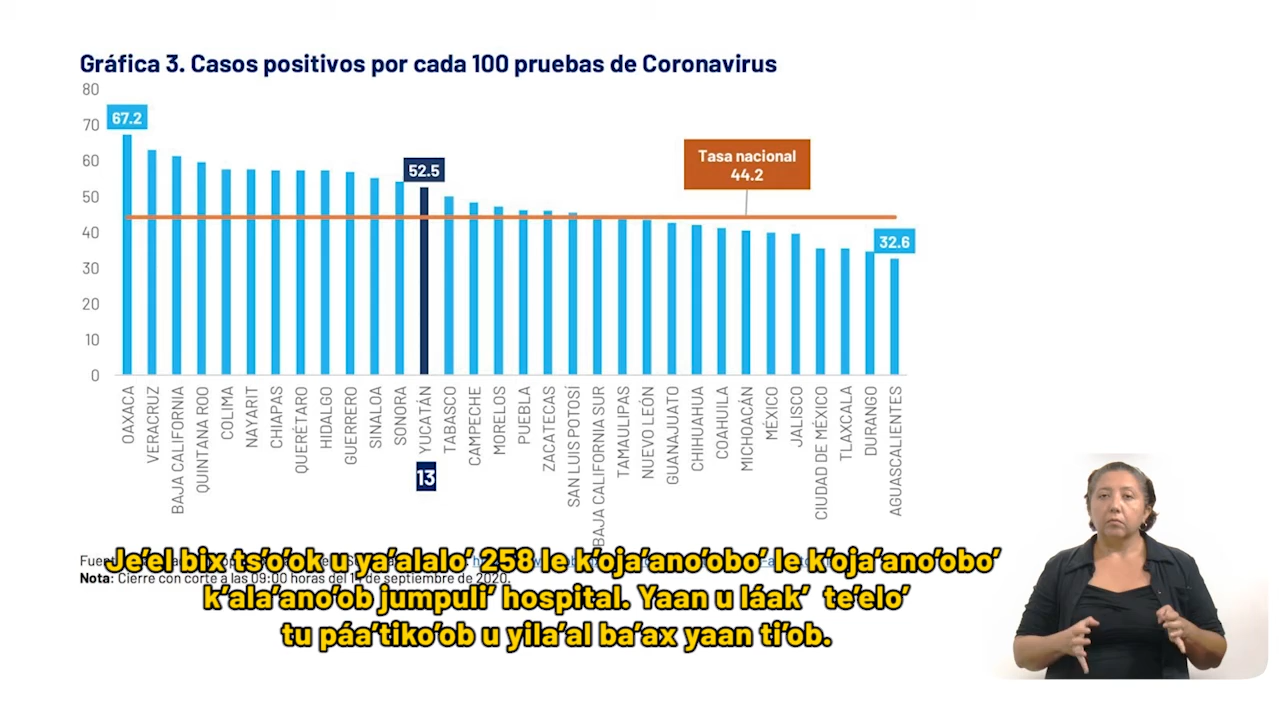 Gráfica 3. Casos positivos por cada 100 pruebas de Coronavirus
80
70
60
50
40
30
20
10
0
67.2
52.5
Tasa nacional
44.2
32.6
OAXACA
VERACRUZ
BAJA CALIFORNIA
QUINTANA ROO
COLIMA
NAYARIT
CHIAPAS
QUERÉTARO
HIDALGO
GUERRERO
SINALOA
SONORA
YUCATÁN
TABASCO
CAMPECHE
MORELOS
PUEBLA
ZACATECAS
SAN LUIS POTOSÍ
BAJA CALIFORNIA SUR
TAMAULIPAS
NUEVO LEÓN
GUANAJUATO
CHIHUAHUA
COAHUILA
MICHOACÁN
MÉXICO
JALISCO
CIUDAD DE MÉXICO
TLAXCALA
DURANGO
AGUASCALIENTES
13
Nota: Cierre con corte a las 09:00 horas del 14 de septiembre de 2020.
Je'el bix ts'o'ok u ya'alalo' 258 le k'oja'ano'obo' le k'oja'ano'obo'
k'ala'ano'ob jumpuli' hospital. Yaan u láak' te'elo'
tu páa'tiko'ob u yila'al ba'ax yaan ti'ob.